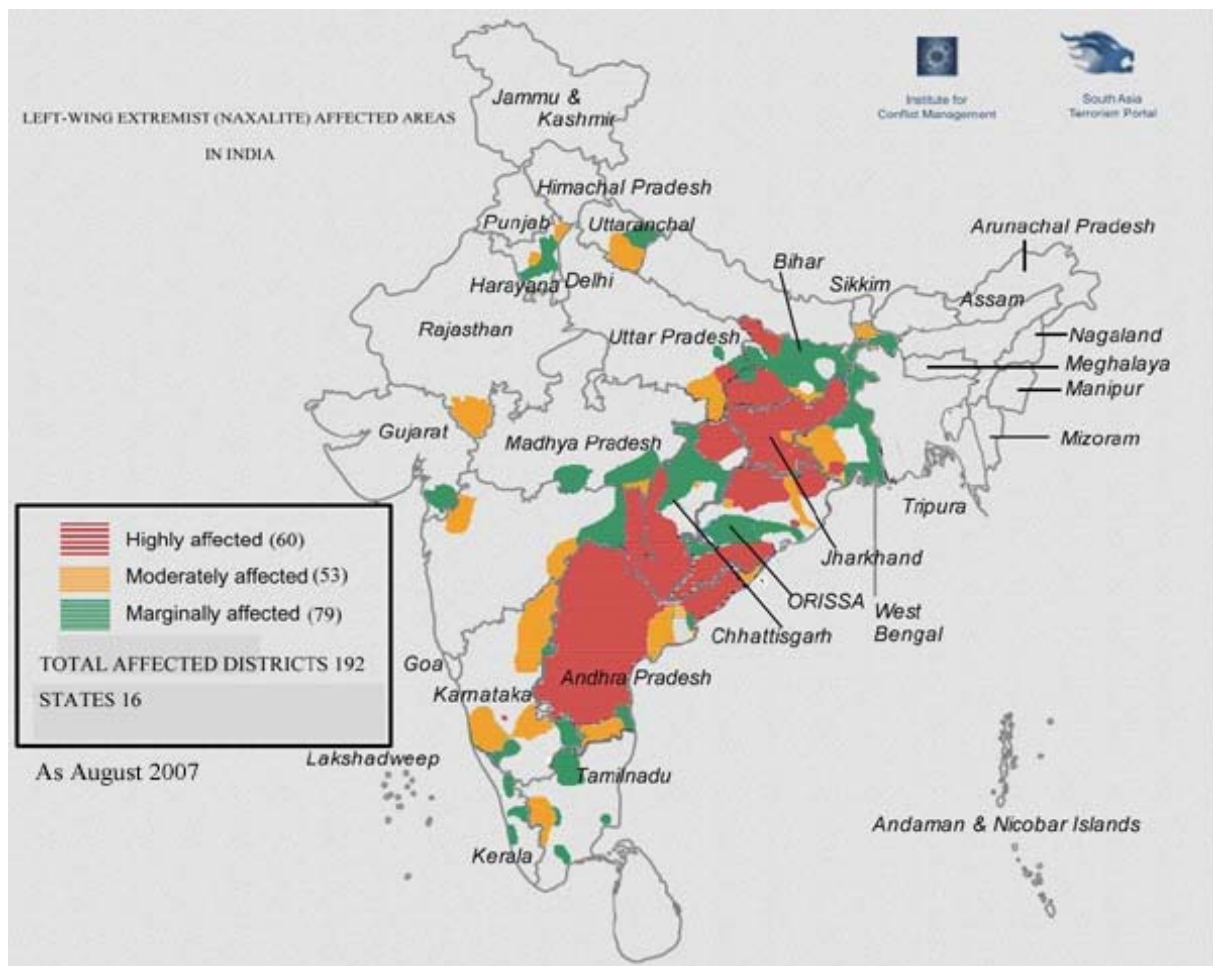 Jammu &
Kashmir
Institute for
Conflict Management
South Asia
Terrorism Portal
LEFT-WING EXTREMIST (NAXALITE) AFFECTED AREAS
IN INDIA
Himachal Pradesh
Punjab
Uttaranchal
Arunachal Pradesh
Bihar
Sikkim
Harayana
Delhi
Assam
Rajasthan
Uttar Pradesh
Nagaland
Meghalaya
Manipur
Gujarat
Madhya Pradesh
Mizoram
Tripura
Highly affected (60)
Moderately affected (53)
Marginally affected (79)
TOTAL AFFECTED DISTRICTS 192
STATES 16
Jharkhand
ORISSA
West
Bengal
Chhattisgarh
Goa
Andhra Pradesh
Karnataka
Lakshadweep
As August 2007
Tamilnadu
Andaman & Nicobar Islands
Kerala